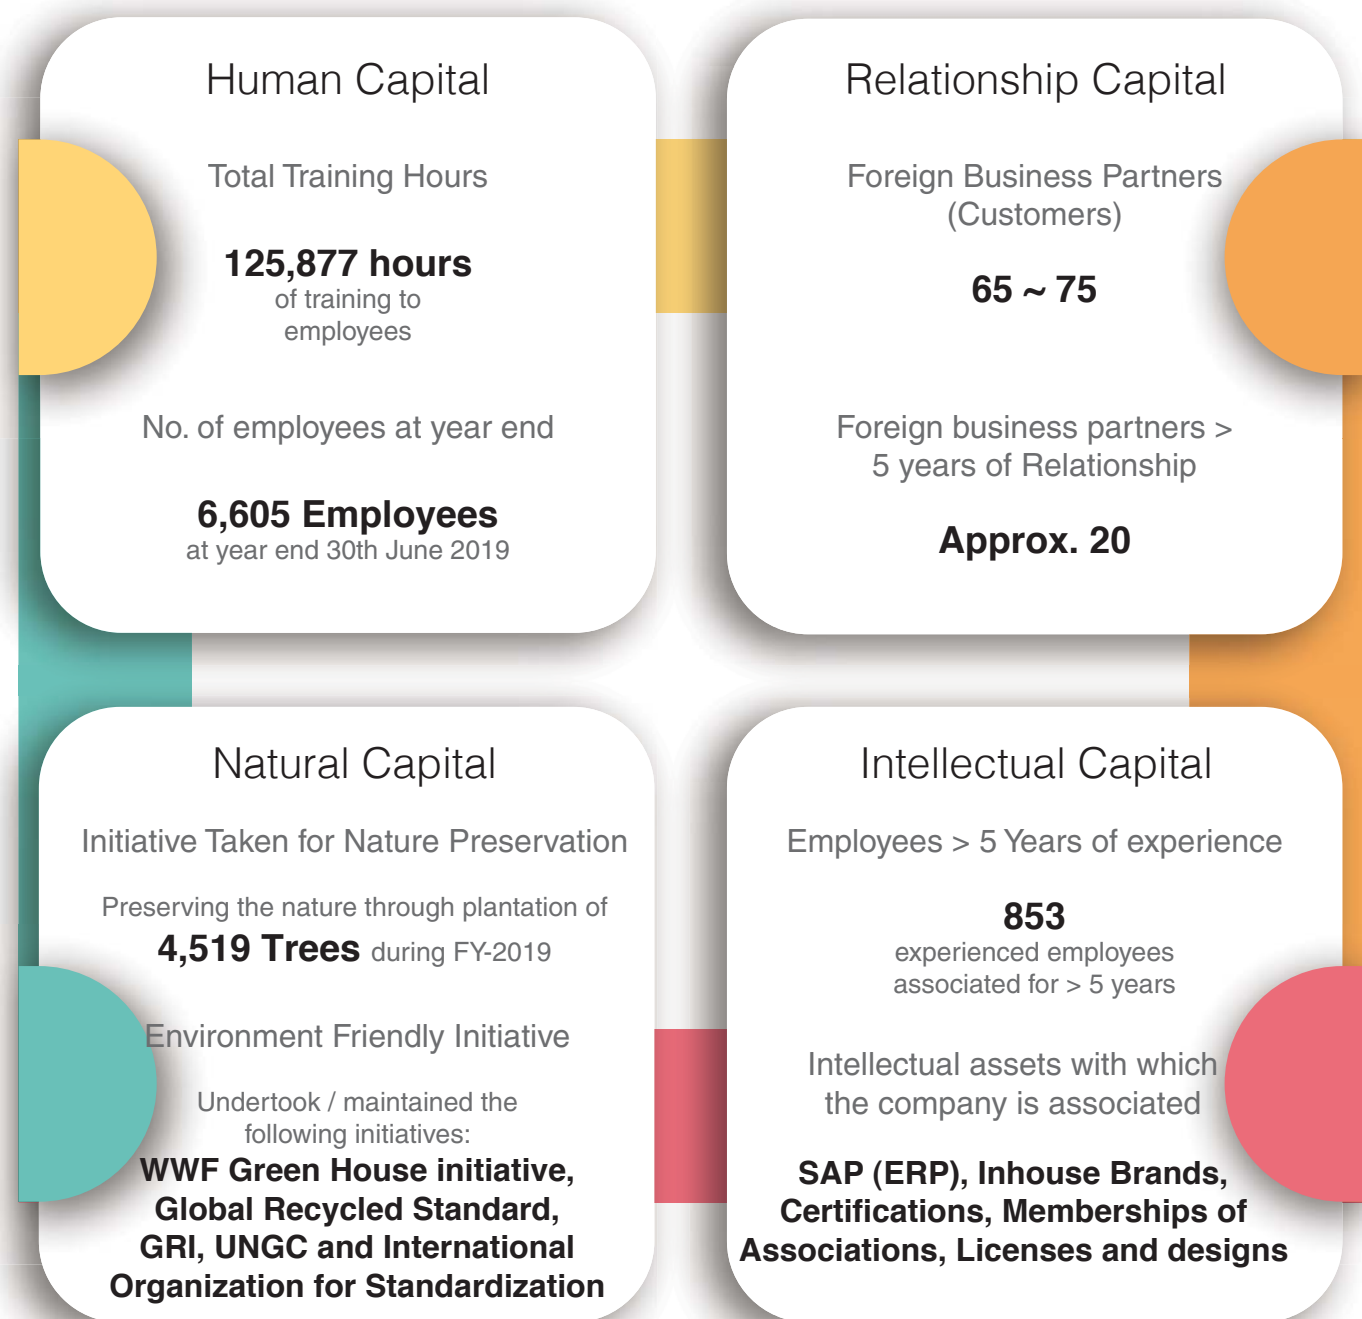 Human Capital
Total Training Hours
125,877 hours
of training to
employees
No. of employees at year end
6,605 Employees
at year end 30th June 2019
Relationship Capital
Foreign Business Partners
(Customers)
65 ~ 75
Foreign business partners >
5 years of Relationship
Approx. 20
Natural Capital
Initiative Taken for Nature Preservation
Preserving the nature through plantation of
4,519 Trees during FY-2019
Environment Friendly Initiative
Undertook / maintained the
following initiatives:
WWF Green House initiative,
Global Recycled Standard,
GRI, UNGC and International
Organization for Standardization
Intellectual Capital
Employees > 5 Years of experience
853
experienced employees
associated for > 5 years
Intellectual assets with which
the company is associated
SAP (ERP), Inhouse Brands,
Certifications, Memberships of
Associations, Licenses and designs